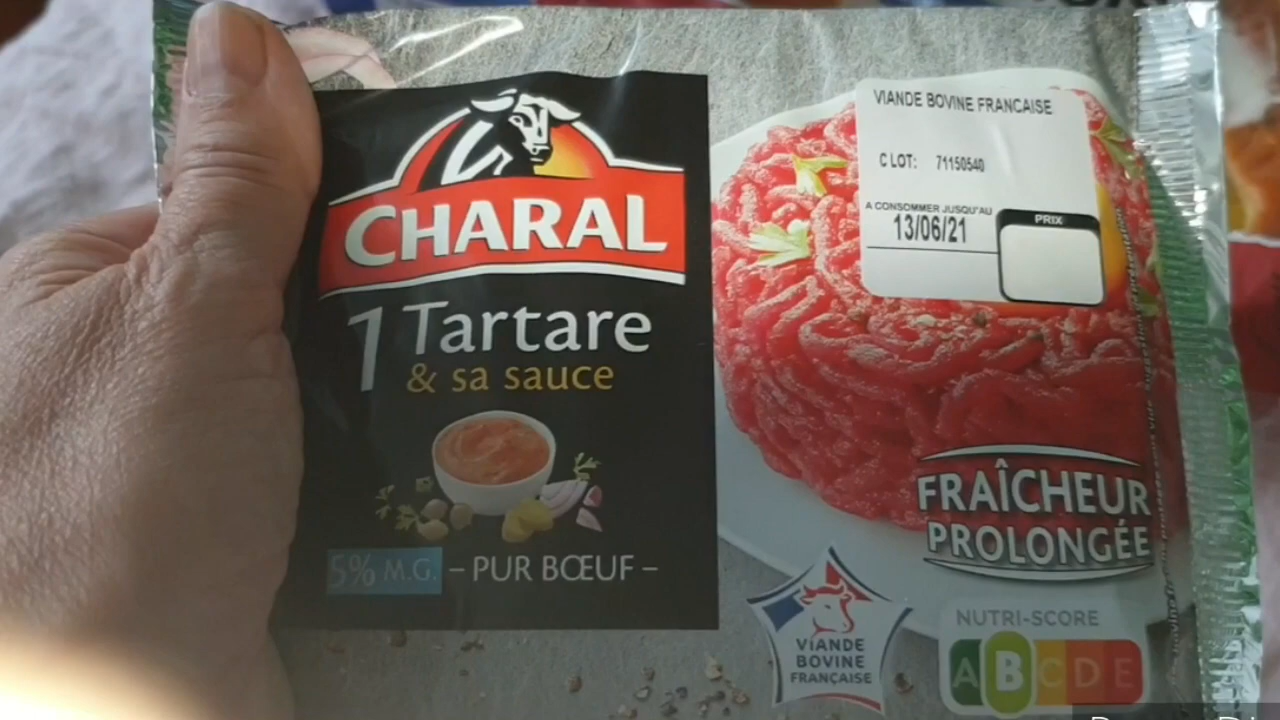 CHARAL
1 Tartare
& sa sauce
5% M.G. – PUR BŒUF –
VIANDE BOVINE FRANCAISE
C LOT: 71150540
A CONSOMMER JUSQU'AU
13/06/21
PRIX
FRAÎCHEUR
PROLONGÉE
VIANDE
BOVINE
FRANÇAISE
NUTRI-SCORE
A B C D E